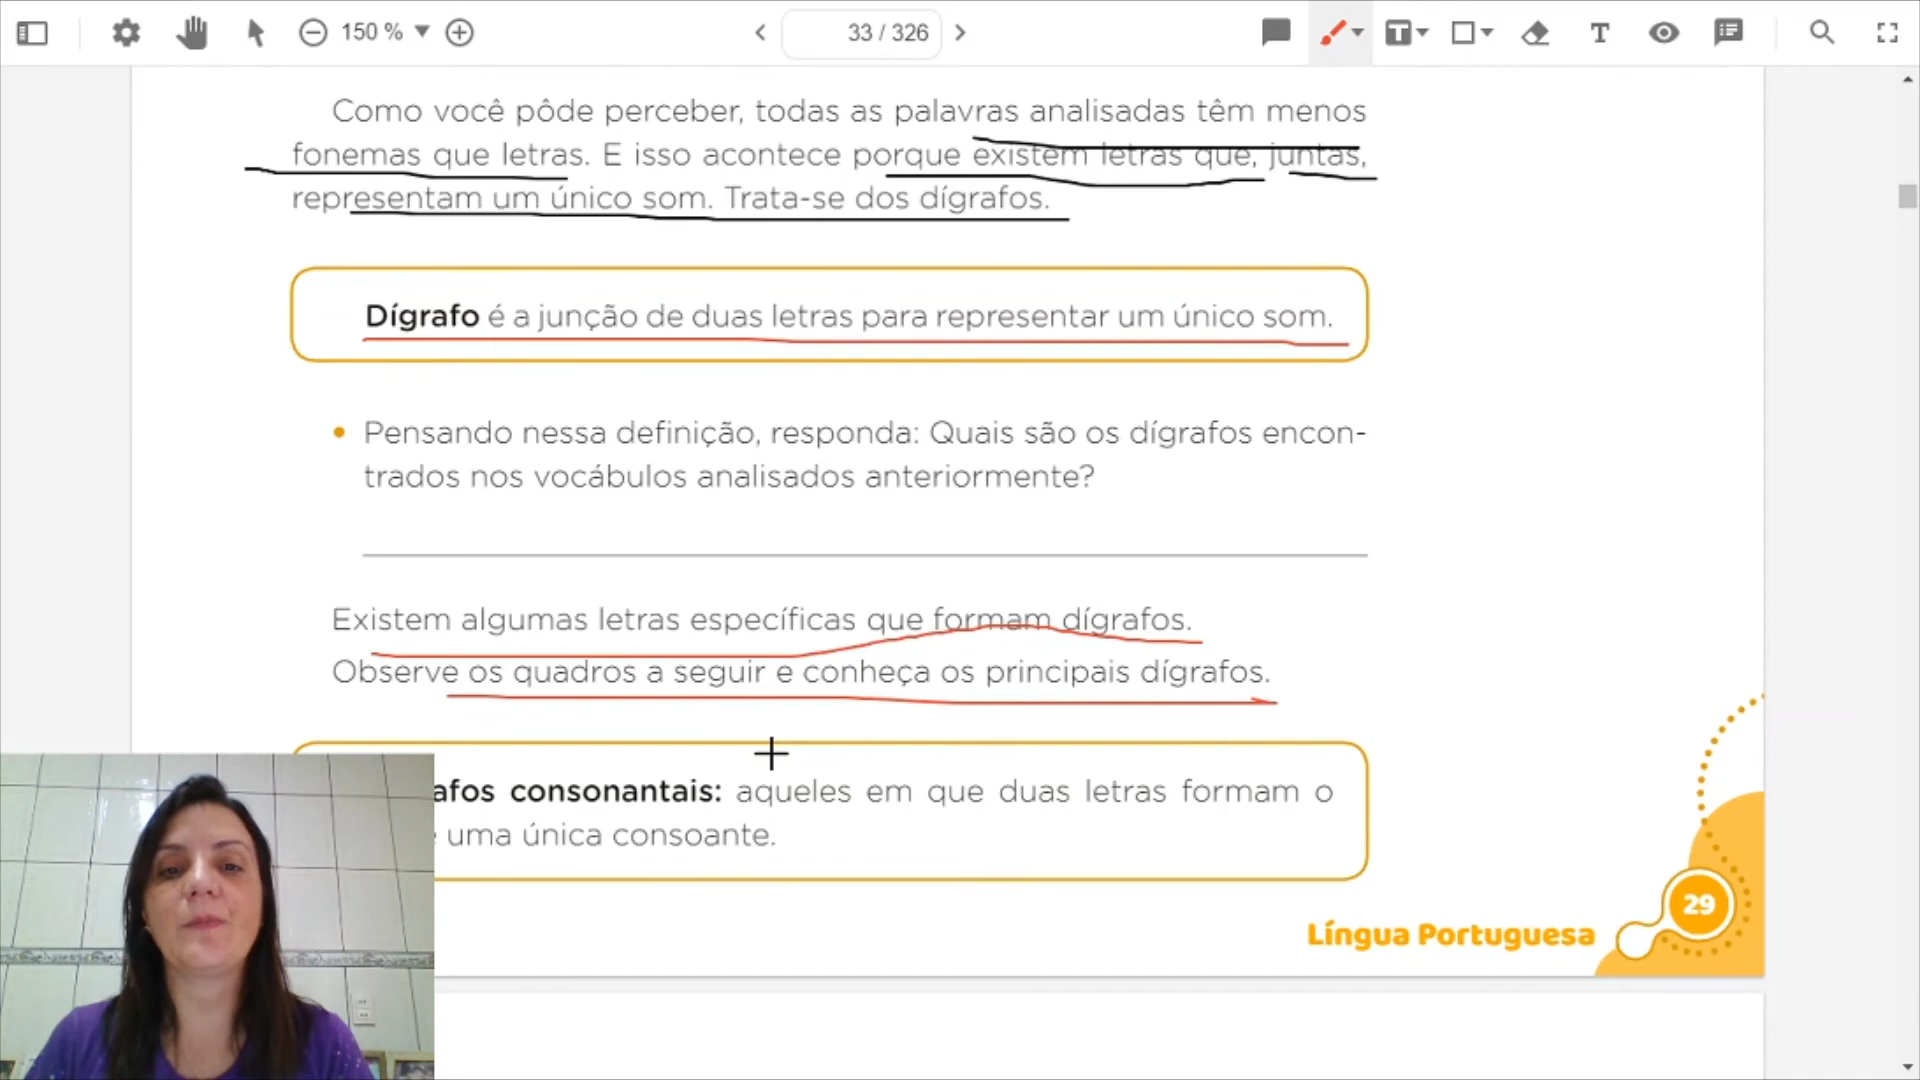 150 %
33 / 326
Como você pôde perceber, todas as palavras analisadas têm menos
fonemas que letras. E isso acontece porque existem letras que, juntas,
representam um único som. Trata-se dos dígrafos.
Dígrafo é a junção de duas letras para representar um único som.
• Pensando nessa definição, responda: Quais são os dígrafos encon-
trados nos vocábulos analisados anteriormente?
Existem algumas letras específicas que formam dígrafos.
Observe os quadros a seguir e conheça os principais dígrafos.
afos consonantais: aqueles em que duas letras formam o
uma única consoante.
29
Língua Portuguesa